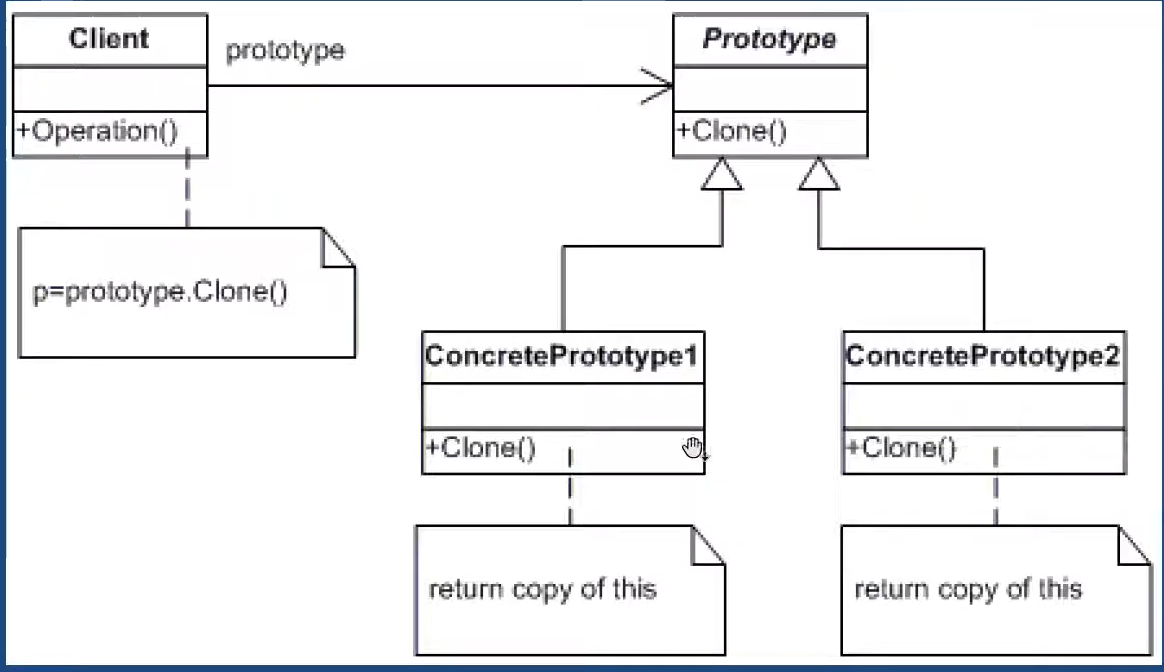 Client
prototype
Prototype
+Operation()
+Clone()
p=prototype.Clone()
ConcretePrototype1
ConcretePrototype2
+Clone()
+Clone()
return copy of this
return copy of this